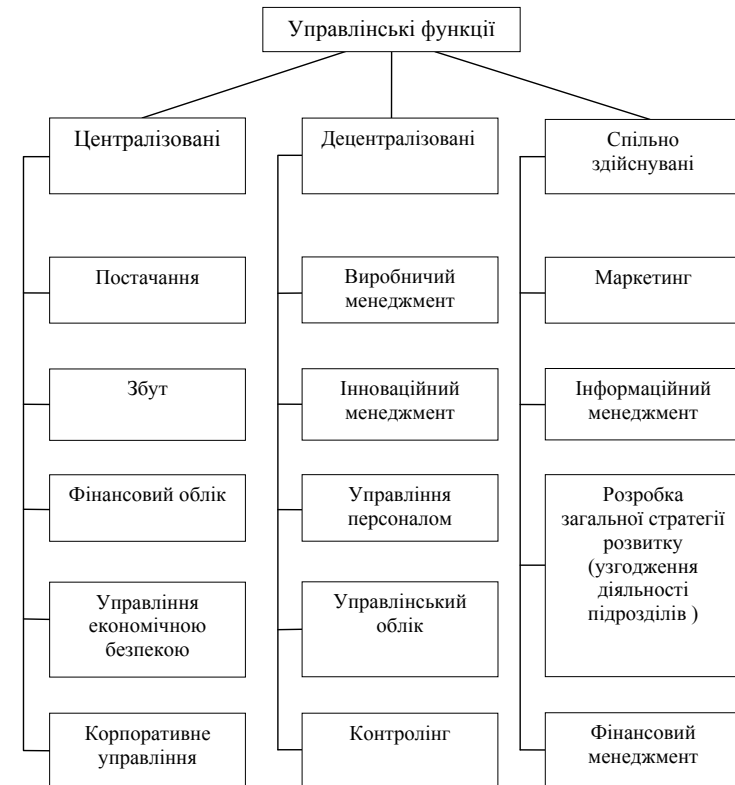 Управлінські функції
Централізовані
Децентралізовані
Спільно
здійснувані
Постачання
Виробничий
менеджмент
Маркетинг
Збут
Інноваційний
менеджмент
Інформаційний
менеджмент
Фінансовий облік
Управління
персоналом
Розробка
загальної стратегії
розвитку
(узгодження
діяльності
підрозділів )
Управління
економічною
безпекою
Управлінський
облік
Корпоративне
управління
Контролінг
Фінансовий
менеджмент